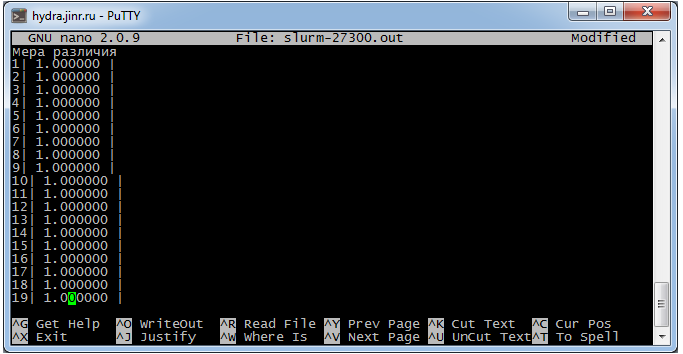 hydra.jinr.ru - PuTTY
GNU nano 2.0.9 File: slurm-27300.out Modified
Мера различия
1| 1.000000 |
2| 1.000000 |
3| 1.000000 |
4| 1.000000 |
5| 1.000000 |
6| 1.000000 |
7| 1.000000 |
8| 1.000000 |
9| 1.000000 |
10| 1.000000 |
11| 1.000000 |
12| 1.000000 |
13| 1.000000 |
14| 1.000000 |
15| 1.000000 |
16| 1.000000 |
17| 1.000000 |
18| 1.000000 |
19| 1.000000 |
^G Get Help ^O WriteOut ^R Read File ^Y Prev Page ^K Cut Text ^C Cur Pos
^X Exit ^J Justify ^W Where Is ^V Next Page ^U UnCut Text ^T To Spell